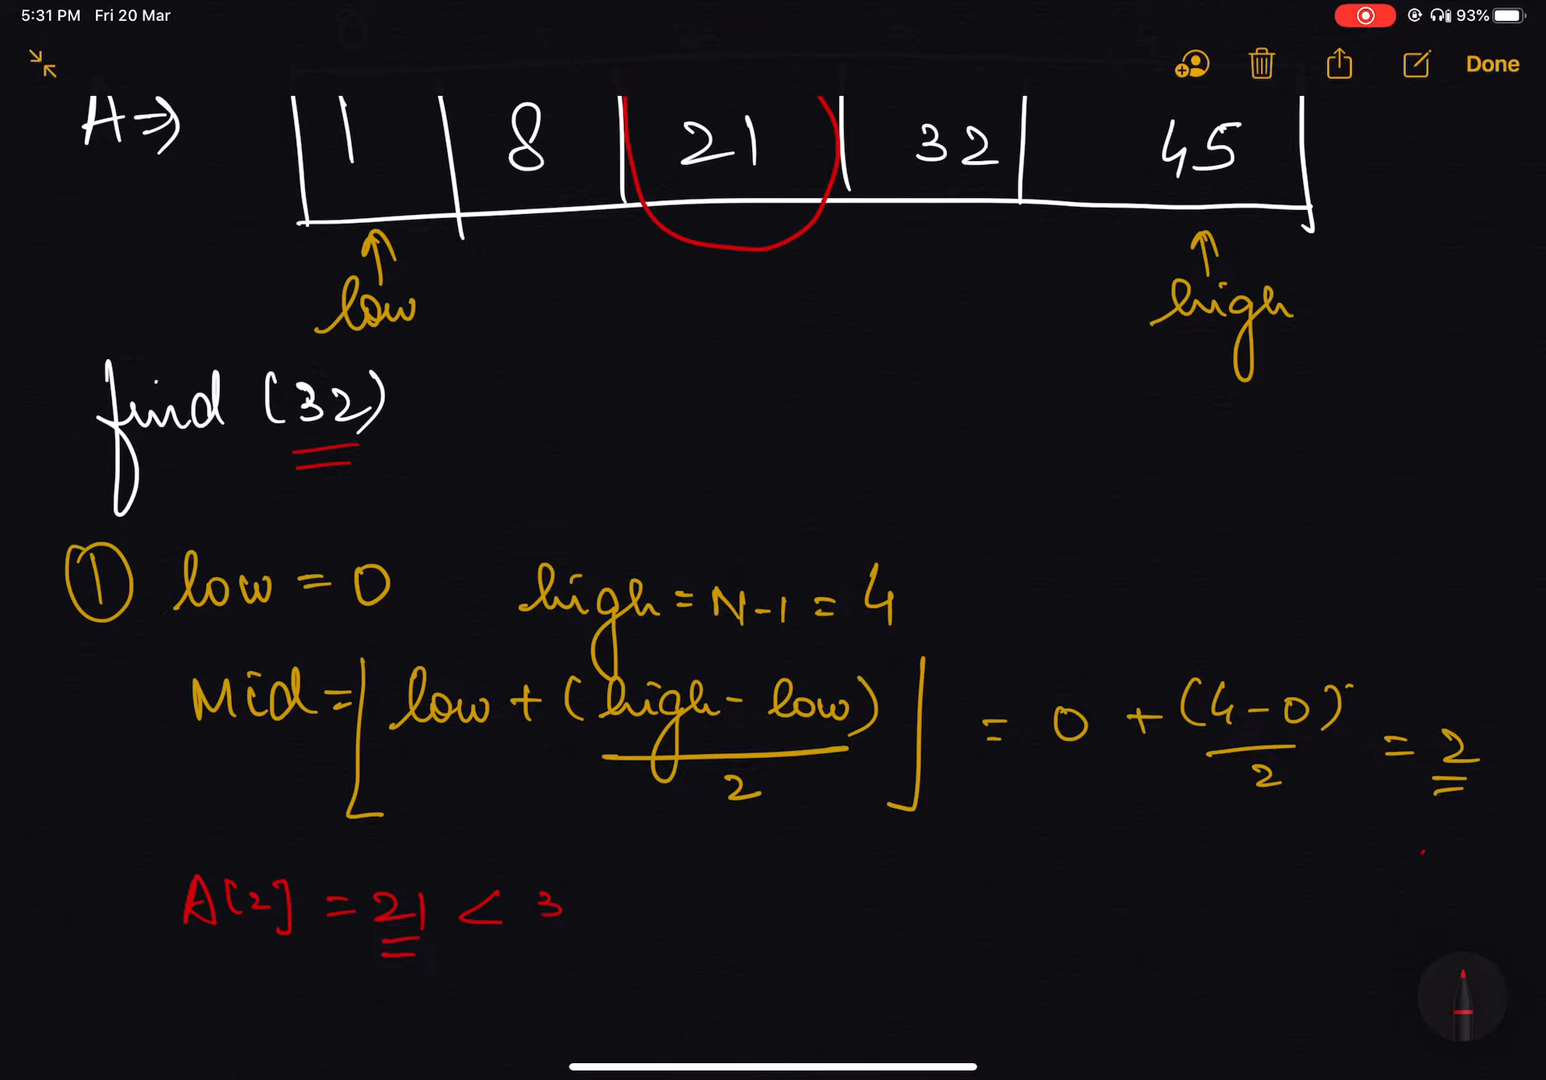 5:31 PM Fri 20 Mar 93%
Done
A⇒ 1 8 21 32 45
↑ ↑
low high
find (32)
① low = 0 high = N-1 = 4
Mid = ⌊ low + (high - low) / 2 ⌋ = 0 + (4-0) / 2 = 2
A[2] = 21 < 3